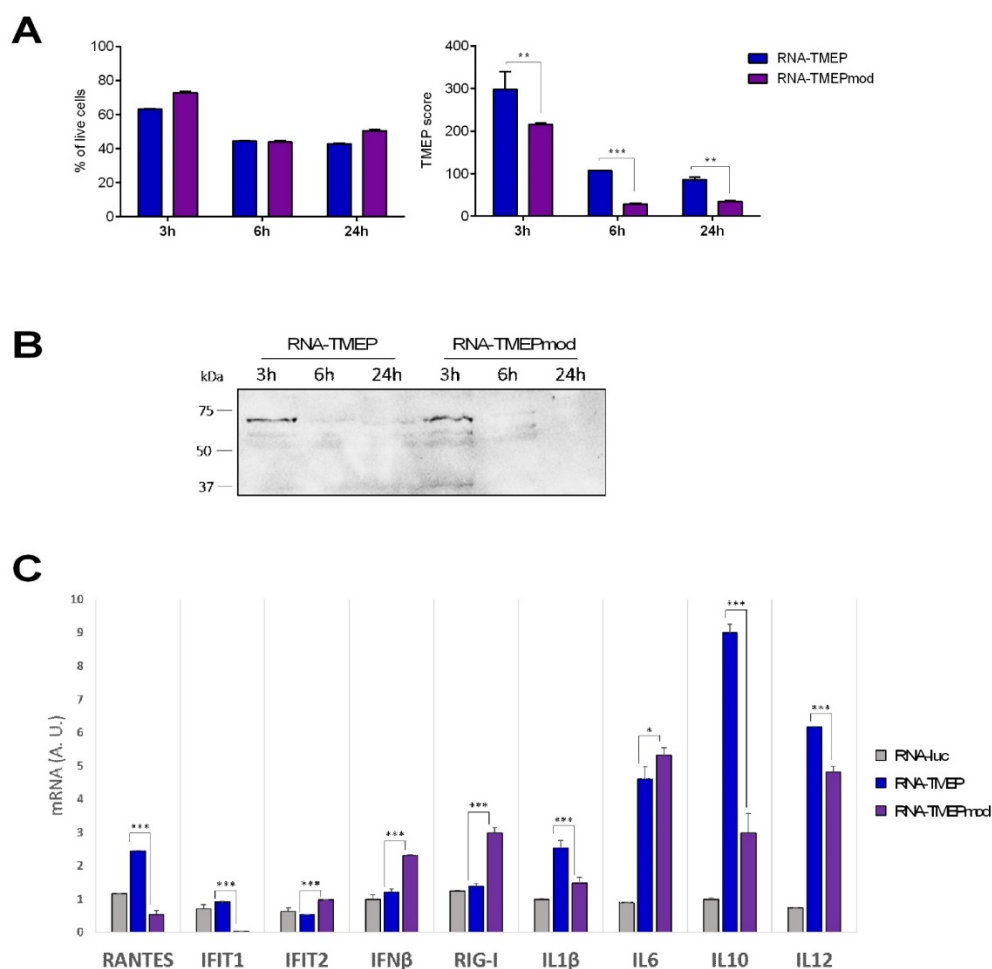 A
100
80
60
40
20
0
% of live cells
3h 6h 24h
400
300
200
100
0
TMEP score
** *** **
3h 6h 24h
RNA-TMEP
RNA-TMEPmod
B
RNA-TMEP RNA-TMEPmod
kDa 3h 6h 24h 3h 6h 24h
75
50
37
C
10
9
8
7
6
5
4
3
2
1
0
mRNA (A. U.)
*** *** *** *** *** *** * *** ***
RNA-luc
RNA-TMEP
RNA-TMEPmod
RANTES IFIT1 IFIT2 IFNβ RIG-I IL1β IL6 IL10 IL12